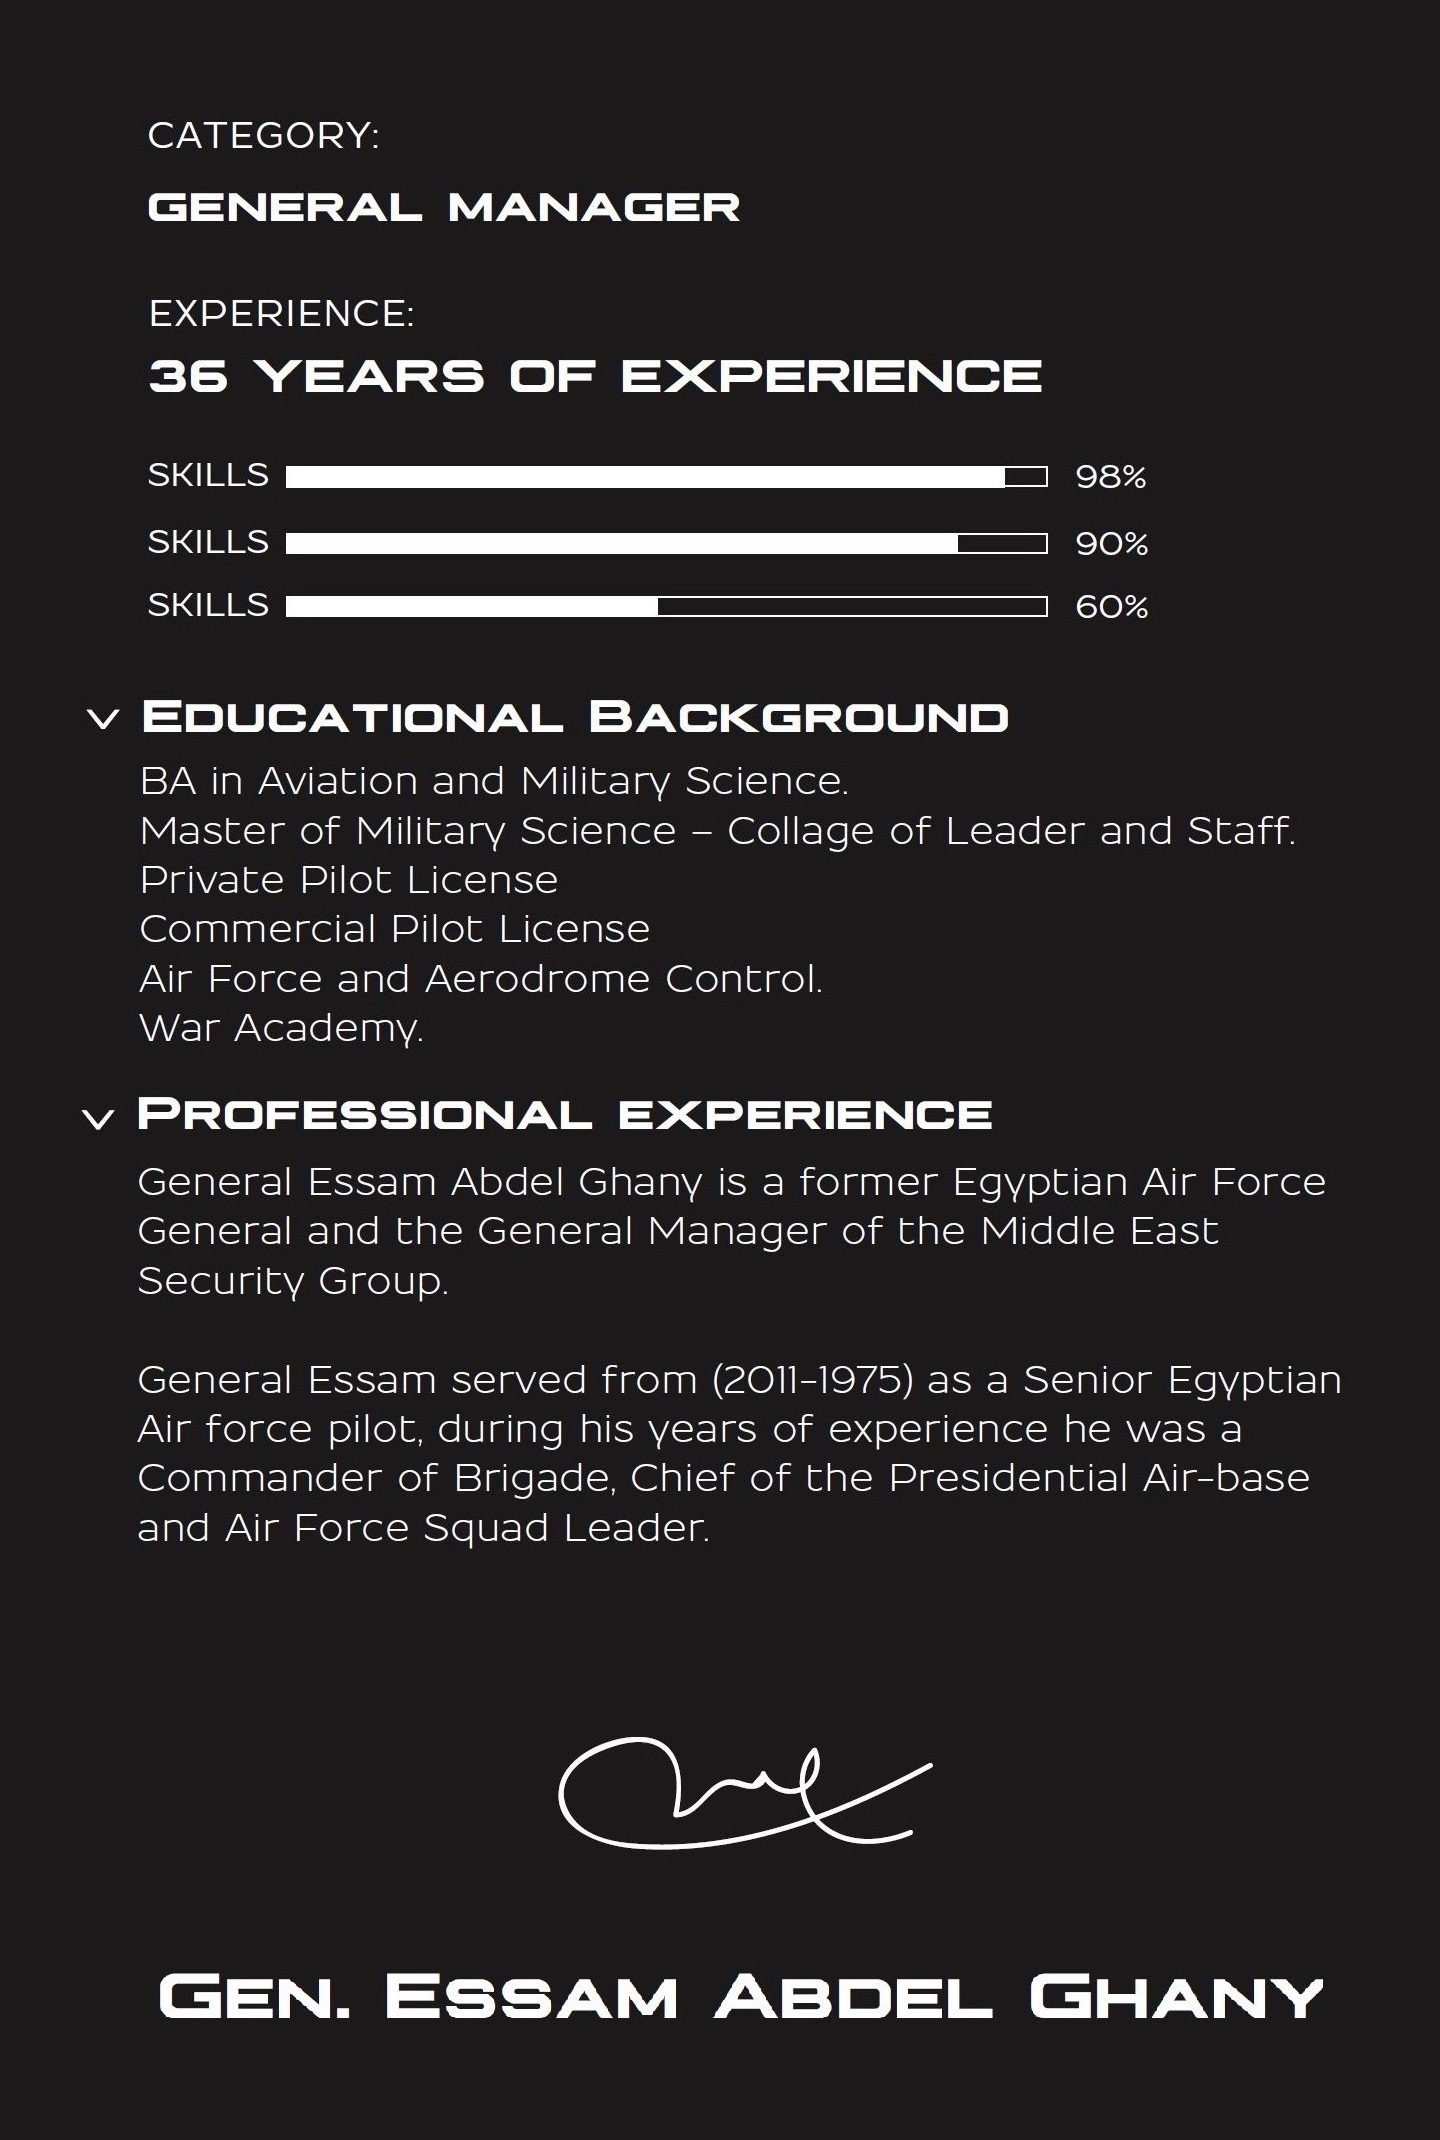 CATEGORY:
GENERAL MANAGER
EXPERIENCE:
36 YEARS OF EXPERIENCE
SKILLS 98%
SKILLS 90%
SKILLS 60%
EDUCATIONAL BACKGROUND
BA in Aviation and Military Science.
Master of Military Science – Collage of Leader and Staff.
Private Pilot License
Commercial Pilot License
Air Force and Aerodrome Control.
War Academy.
PROFESSIONAL EXPERIENCE
General Essam Abdel Ghany is a former Egyptian Air Force
General and the General Manager of the Middle East
Security Group.
General Essam served from (2011-1975) as a Senior Egyptian
Air force pilot, during his years of experience he was a
Commander of Brigade, Chief of the Presidential Air-base
and Air Force Squad Leader.
GEN. ESSAM ABDEL GHANY